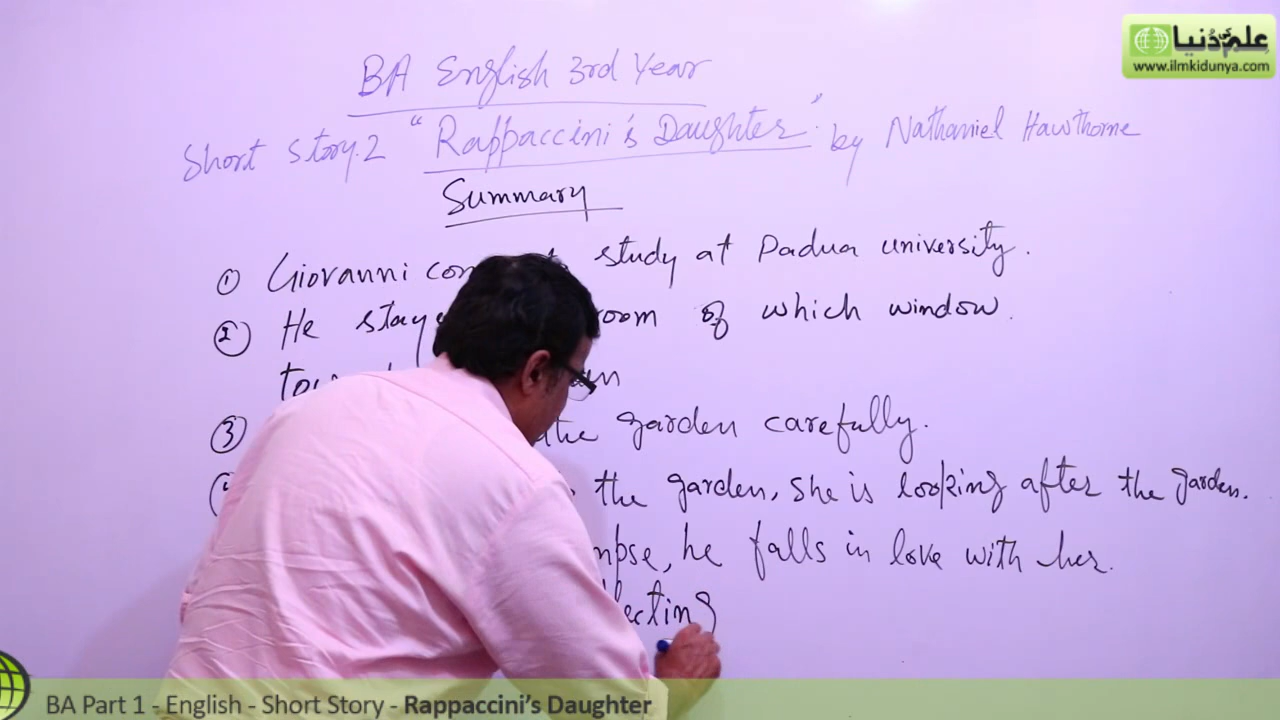 علم کی دنیا
www.ilmkidunya.com
BA English 3rd Year
Short Story.2 "Rappaccini's Daughter" by Nathaniel Hawthorne
Summary
① Giovanni study at Padua university.
② He room of which window
③ the garden carefully.
the garden, She is looking after the garden.
he falls in love with her.
BA Part 1 - English - Short Story - Rappaccini's Daughter